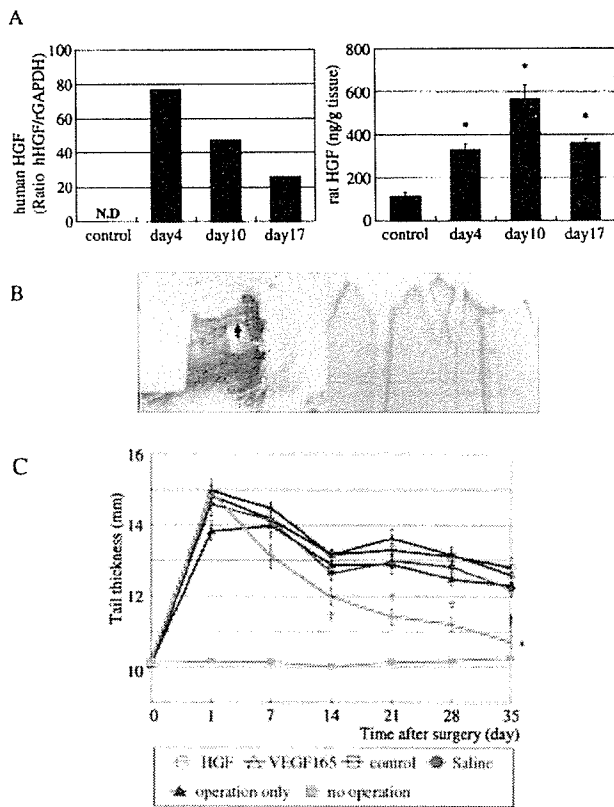 A
human HGF
(Ratio hHGF/rGAPDH)
100
80
60
40
20
0
N.D
control day4 day10 day17
rat HGF (ng/g tissue)
800
600
400
200
0
* * *
control day4 day10 day17
B
C
Tail thickness (mm)
16
14
12
10
*
0 1 7 14 21 28 35
Time after surgery (day)
HGF VEGF165 control Saline
operation only no operation